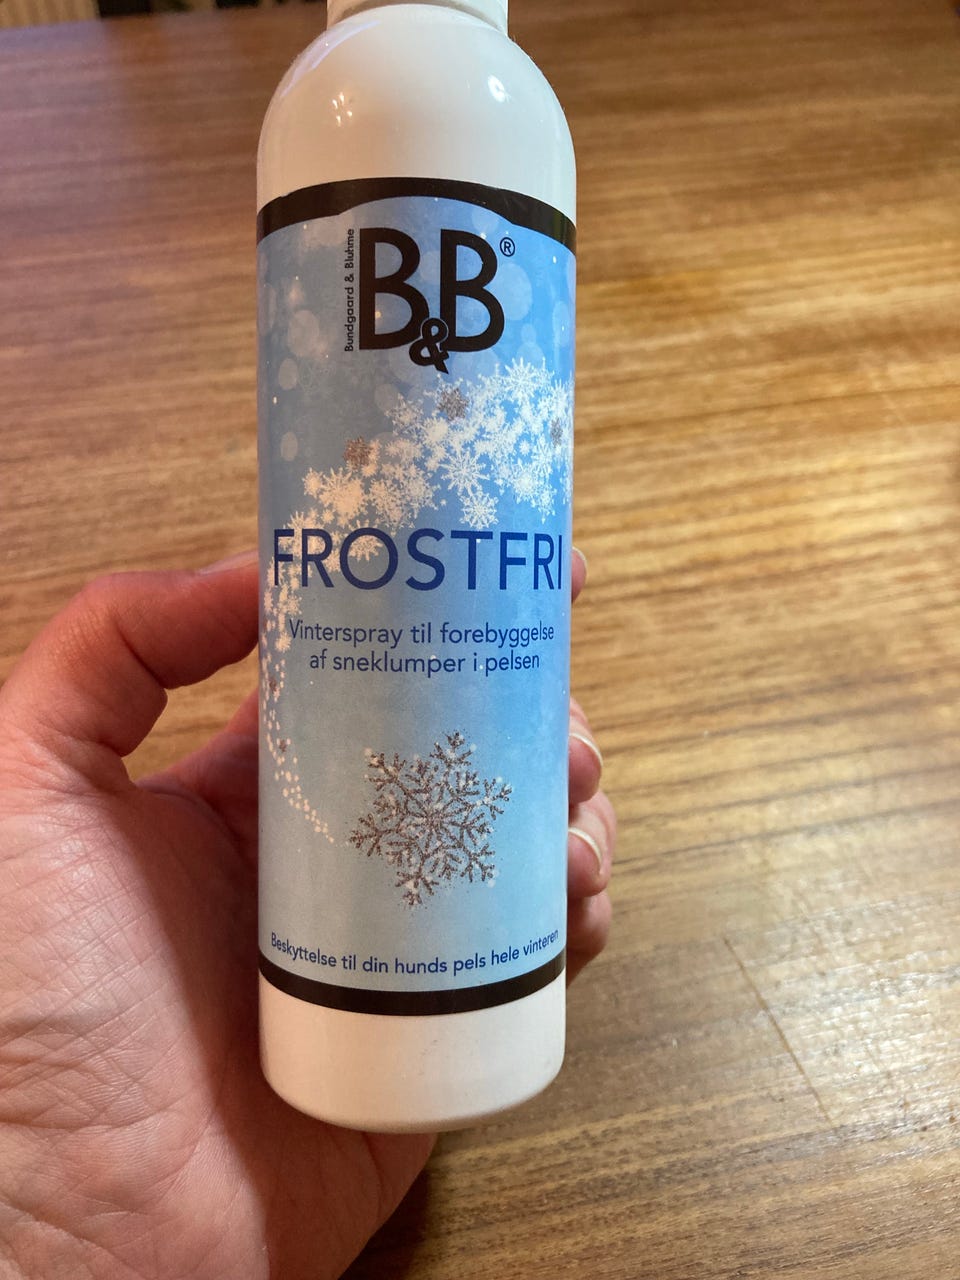 Bundgaard & Bluhme
B&B®
FROSTFRI
Vinterspray til forebyggelse
af sneklumper i pelsen
Beskyttelse til din hunds pels hele vinteren